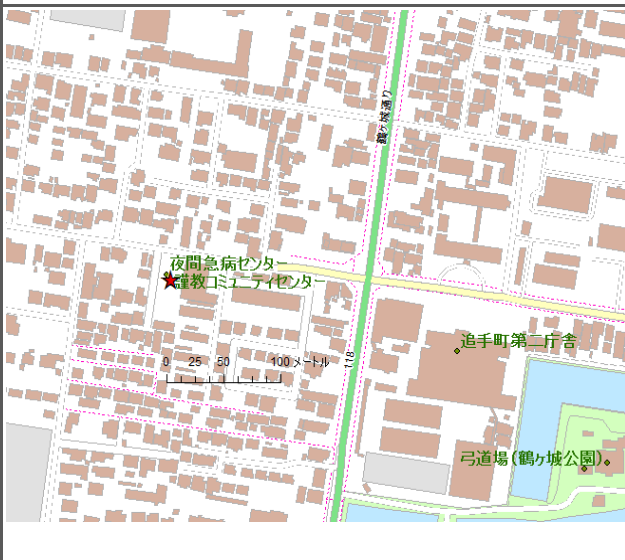 鶴ヶ城通り
夜間急病センター
謹教コミュニティセンター
追手町第二庁舎
0 25 50 100 メートル
118
弓道場(鶴ヶ城公園)